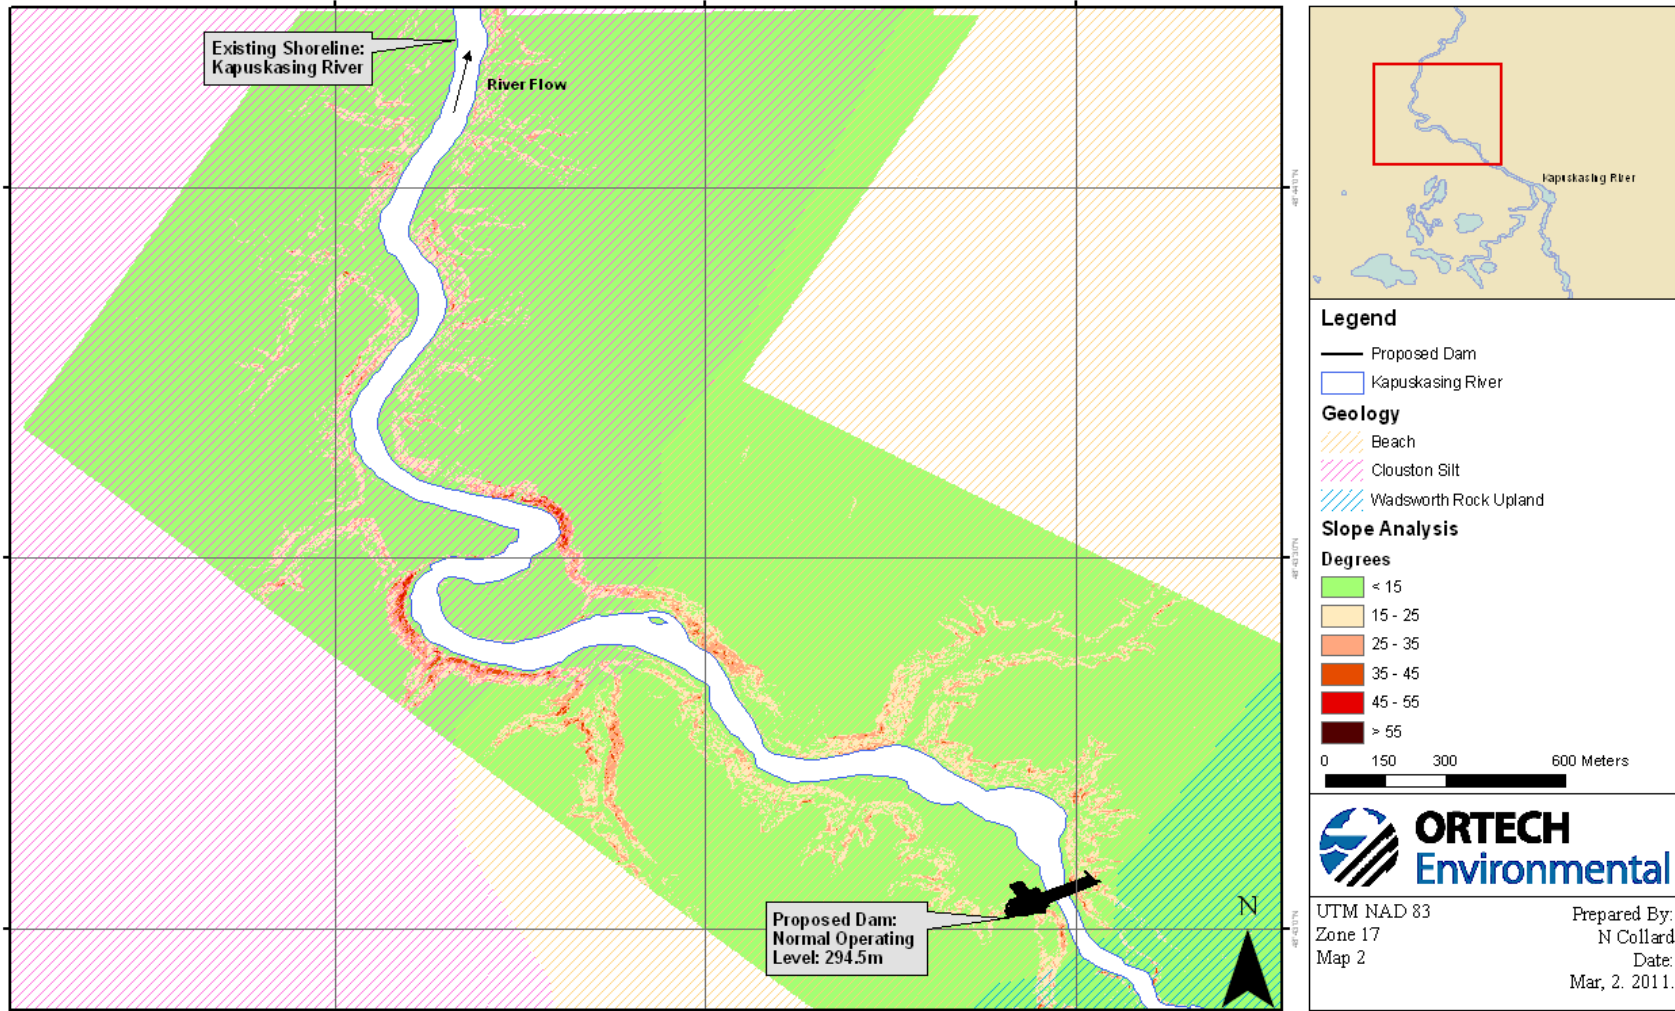 Existing Shoreline:
Kapuskasing River
River Flow
Proposed Dam:
Normal Operating
Level: 294.5m
N
Kapuskasing River
Legend
Proposed Dam
Kapuskasing River
Geology
Beach
Clouston Silt
Wadsworth Rock Upland
Slope Analysis
Degrees
< 15
15 - 25
25 - 35
35 - 45
45 - 55
> 55
0 150 300 600 Meters
ORTECH
Environmental
UTM NAD 83
Zone 17
Map 2
Prepared By:
N Collard
Date:
Mar, 2. 2011.